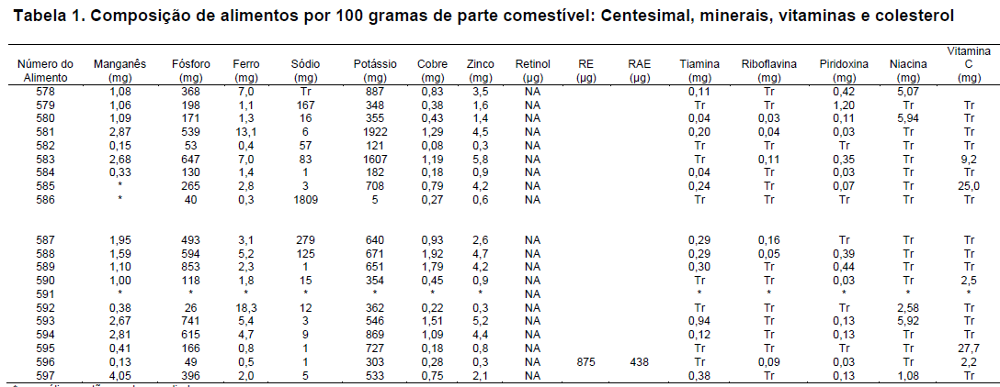 Tabela 1. Composição de alimentos por 100 gramas de parte comestível: Centesimal, minerais, vitaminas e colesterol
Número do Alimento Manganês (mg) Fósforo (mg) Ferro (mg) Sódio (mg) Potássio (mg) Cobre (mg) Zinco (mg) Retinol (µg) RE (µg) RAE (µg) Tiamina (mg) Riboflavina (mg) Piridoxina (mg) Niacina (mg) Vitamina C (mg)
578 1,08 368 7,0 Tr 887 0,83 3,5 NA 0,11 Tr 0,42 5,07
579 1,06 198 1,1 167 348 0,38 1,6 NA Tr Tr 1,20 Tr Tr
580 1,09 171 1,3 16 355 0,43 1,4 NA 0,04 0,03 0,11 5,94 Tr
581 2,87 539 13,1 6 1922 1,29 4,5 NA 0,20 0,04 0,03 Tr Tr
582 0,15 53 0,4 57 121 0,08 0,3 NA Tr Tr Tr Tr Tr
583 2,68 647 7,0 83 1607 1,19 5,8 NA Tr 0,11 0,35 Tr 9,2
584 0,33 130 1,4 1 182 0,18 0,9 NA 0,04 Tr 0,03 Tr Tr
585 * 265 2,8 3 708 0,79 4,2 NA 0,24 Tr 0,07 Tr 25,0
586 * 40 0,3 1809 5 0,27 0,6 NA Tr Tr Tr Tr Tr
587 1,95 493 3,1 279 640 0,93 2,6 NA 0,29 0,16 Tr Tr Tr
588 1,59 594 5,2 125 671 1,92 4,7 NA 0,29 0,05 0,39 Tr Tr
589 1,10 853 2,3 1 651 1,79 4,2 NA 0,30 Tr 0,44 Tr Tr
590 1,00 118 1,8 15 354 0,45 0,9 NA Tr Tr 0,03 Tr 2,5
591 * * * * * * * NA * * * * *
592 0,38 26 18,3 12 362 0,22 0,3 NA Tr Tr Tr 2,58 Tr
593 2,67 741 5,4 3 546 1,51 5,2 NA 0,94 Tr 0,13 5,92 Tr
594 2,81 615 4,7 9 869 1,09 4,4 NA 0,12 Tr 0,13 Tr Tr
595 0,41 166 0,8 1 727 0,18 0,8 NA Tr Tr Tr Tr 27,7
596 0,13 49 0,5 1 303 0,28 0,3 NA 875 438 Tr 0,09 0,03 Tr 2,2
597 4,05 396 2,0 5 533 0,75 2,1 NA 0,38 Tr 0,13 1,08 Tr